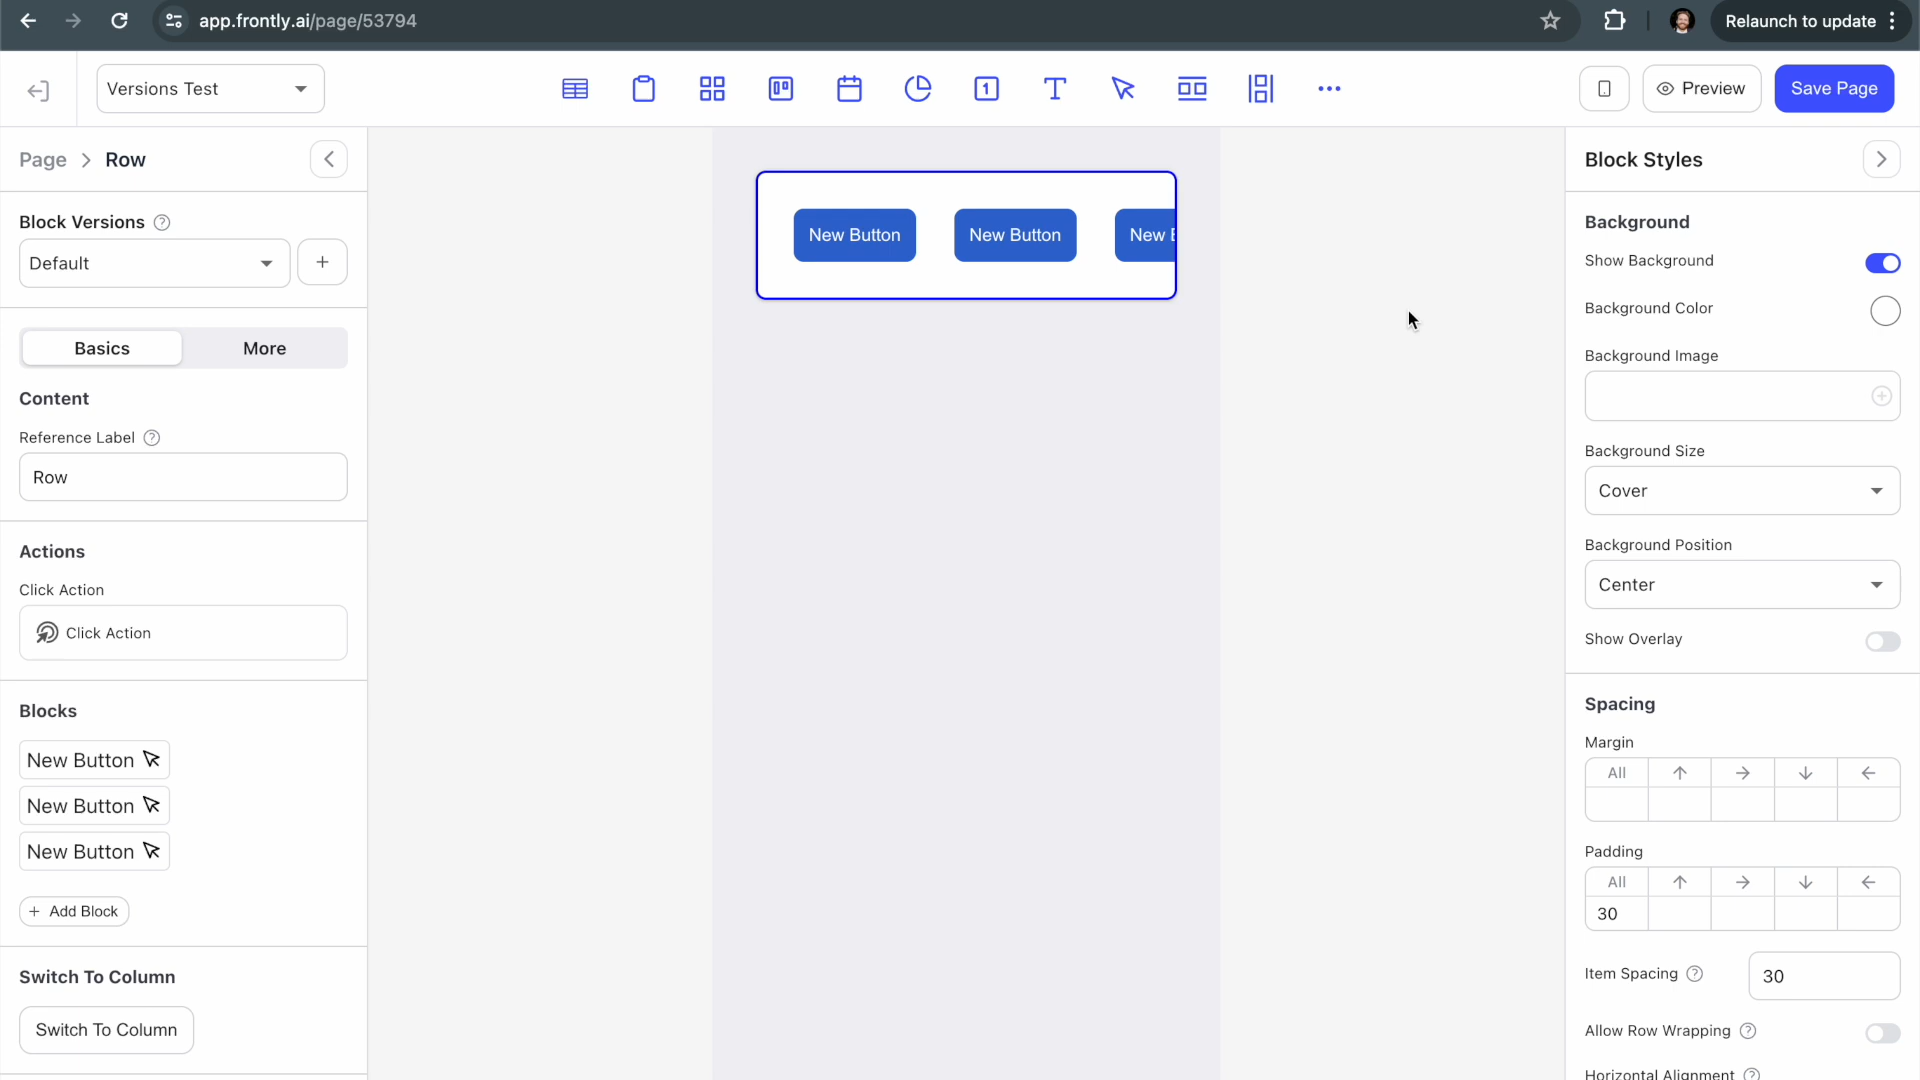 app.frontly.ai/page/53794
Relaunch to update
Versions Test
1
T
Preview
Save Page
Page > Row
Block Versions ?
Default
+
Basics
More
Content
Reference Label ?
Row
Actions
Click Action
Click Action
Blocks
New Button
New Button
New Button
+ Add Block
Switch To Column
Switch To Column
New Button
New Button
New B
Block Styles
Background
Show Background
Background Color
Background Image
Background Size
Cover
Background Position
Center
Show Overlay
Spacing
Margin
All ↑ → ↓ ←
Padding
All ↑ → ↓ ←
30
Item Spacing ? 30
Allow Row Wrapping ?
Horizontal Alignment ?